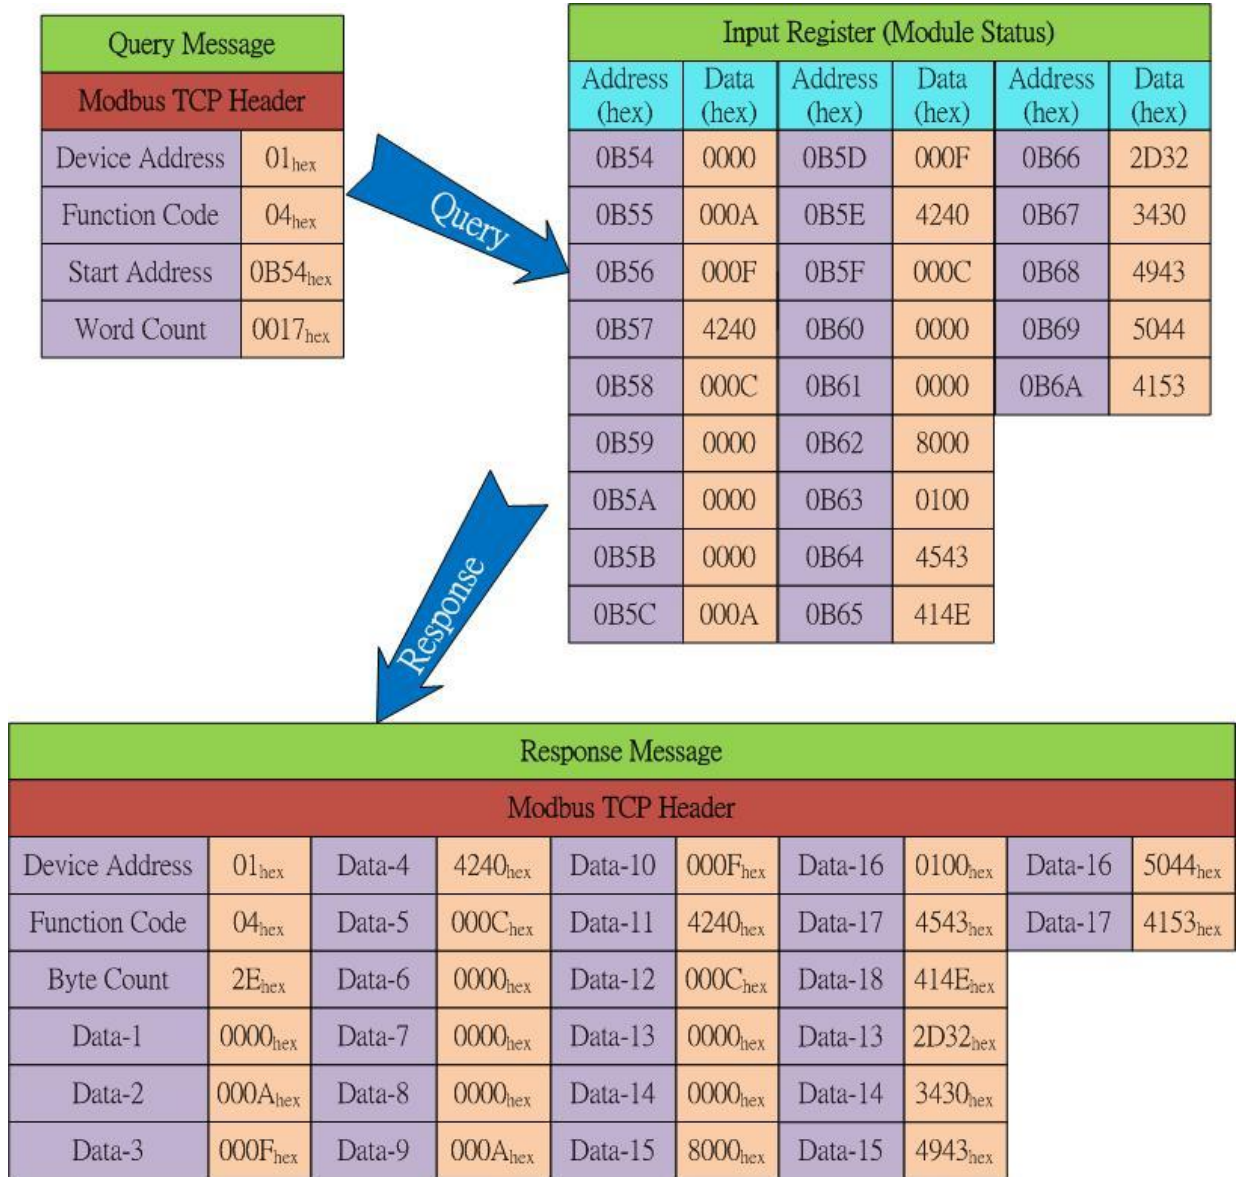 Query Message
Modbus TCP Header
Device Address 01hex
Function Code 04hex
Start Address 0B54hex
Word Count 0017hex
Query
Input Register (Module Status)
Address (hex) Data (hex) Address (hex) Data (hex) Address (hex) Data (hex)
0B54 0000 0B5D 000F 0B66 2D32
0B55 000A 0B5E 4240 0B67 3430
0B56 000F 0B5F 000C 0B68 4943
0B57 4240 0B60 0000 0B69 5044
0B58 000C 0B61 0000 0B6A 4153
0B59 0000 0B62 8000
0B5A 0000 0B63 0100
0B5B 0000 0B64 4543
0B5C 000A 0B65 414E
Response
Response Message
Modbus TCP Header
Device Address 01hex Data-4 4240hex Data-10 000Fhex Data-16 0100hex Data-16 5044hex
Function Code 04hex Data-5 000Chex Data-11 4240hex Data-17 4543hex Data-17 4153hex
Byte Count 2Ehex Data-6 0000hex Data-12 000Chex Data-18 414Ehex
Data-1 0000hex Data-7 0000hex Data-13 0000hex Data-13 2D32hex
Data-2 000Ahex Data-8 0000hex Data-14 0000hex Data-14 3430hex
Data-3 000Fhex Data-9 000Ahex Data-15 8000hex Data-15 4943hex